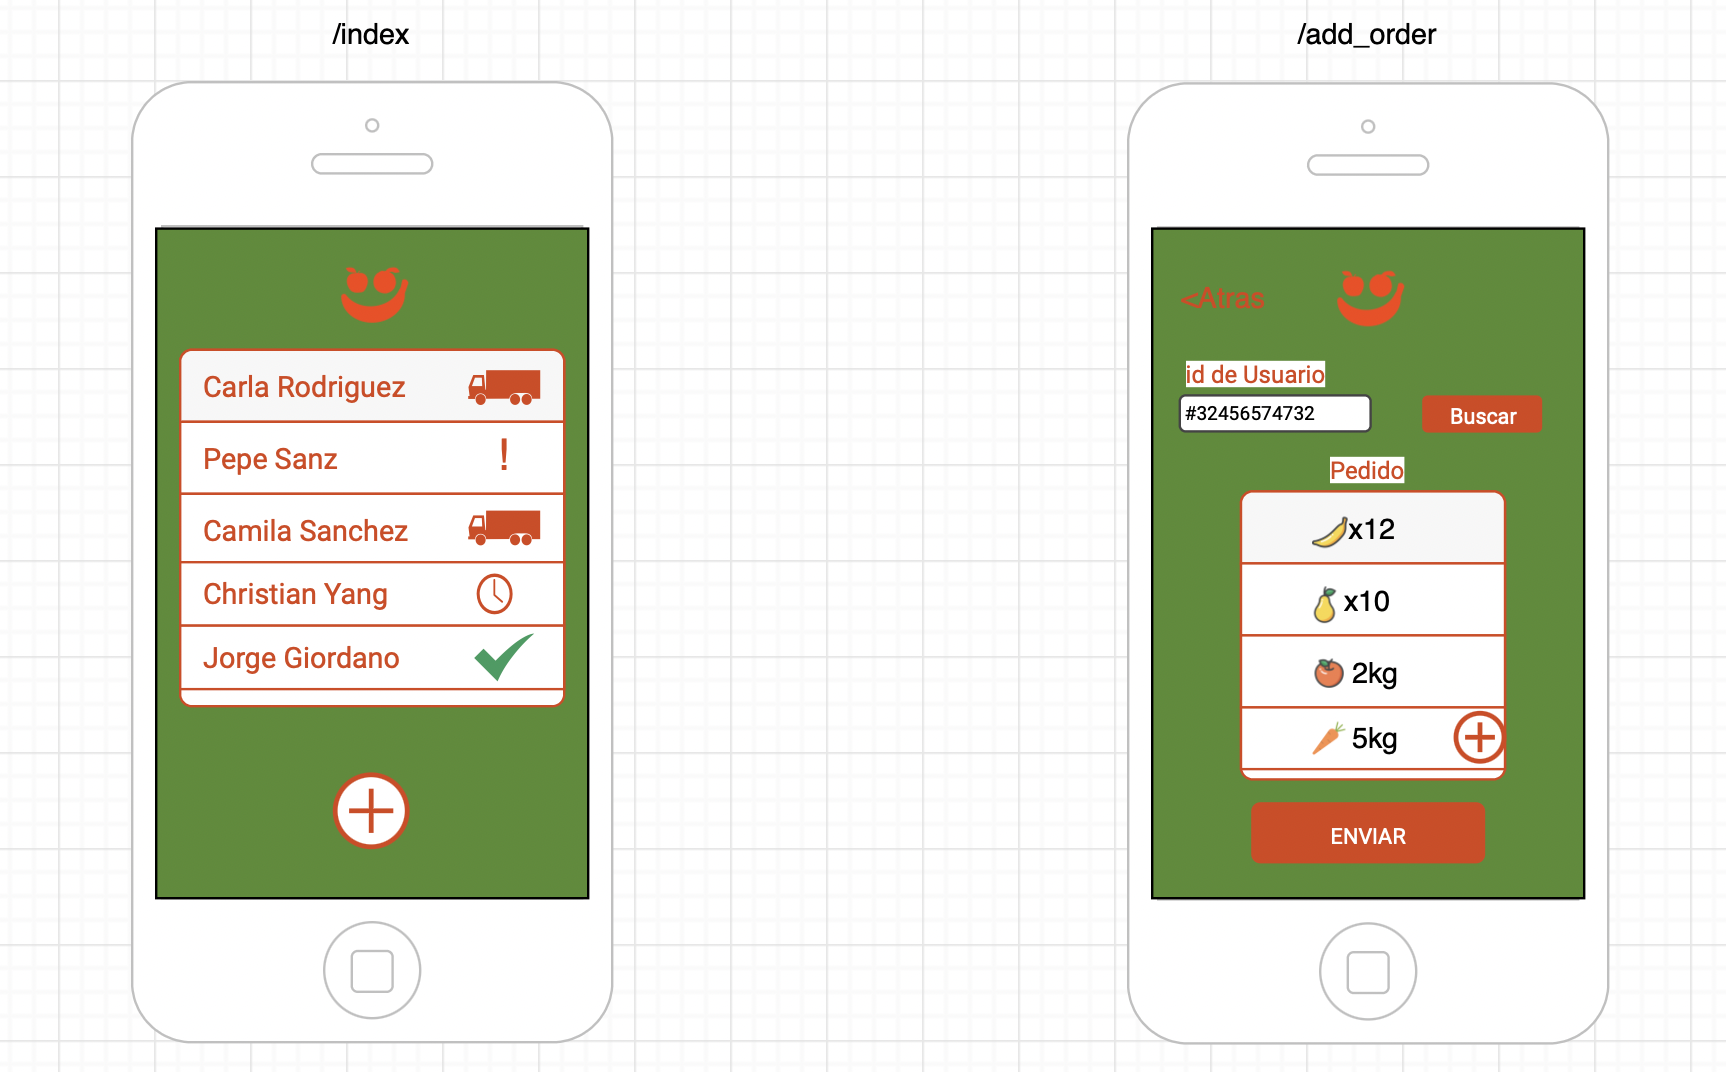 /index
Carla Rodriguez
Pepe Sanz
!
Camila Sanchez
Christian Yang
Jorge Giordano
/add_order
<Atras
id de Usuario
#32456574732
Buscar
Pedido
x12
x10
2kg
5kg
ENVIAR